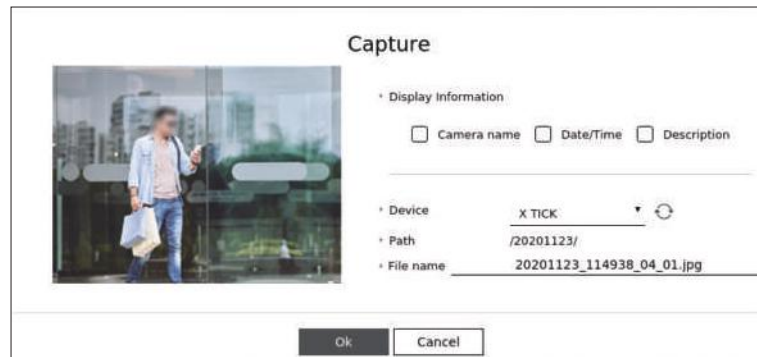 Capture
Display Information
Camera name Date/Time Description
Device X TICK
Path /20201123/
File name 20201123_114938_04_01.jpg
Ok Cancel